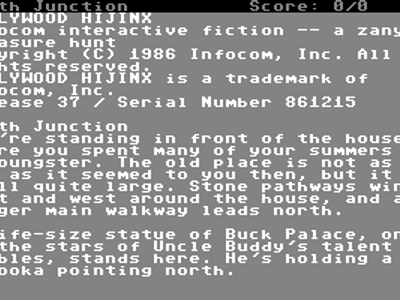 th Junction Score: 0/0
LYWOOD HIJINX
ocom interactive fiction -- a zany
asure hunt
yright (C) 1986 Infocom, Inc. All
hts reserved.
LYWOOD HIJINX is a trademark of
ocom, Inc.
ease 37 / Serial Number 861215
th Junction
're standing in front of the house
re you spent many of your summers
oungster. The old place is not as
as it seemed to you then, but it
ll quite large. Stone pathways win
t and west around the house, and a
ger main walkway leads north.
ife-size statue of Buck Palace, on
the stars of Uncle Buddy's talent
bles, stands here. He's holding a
ooka pointing north.